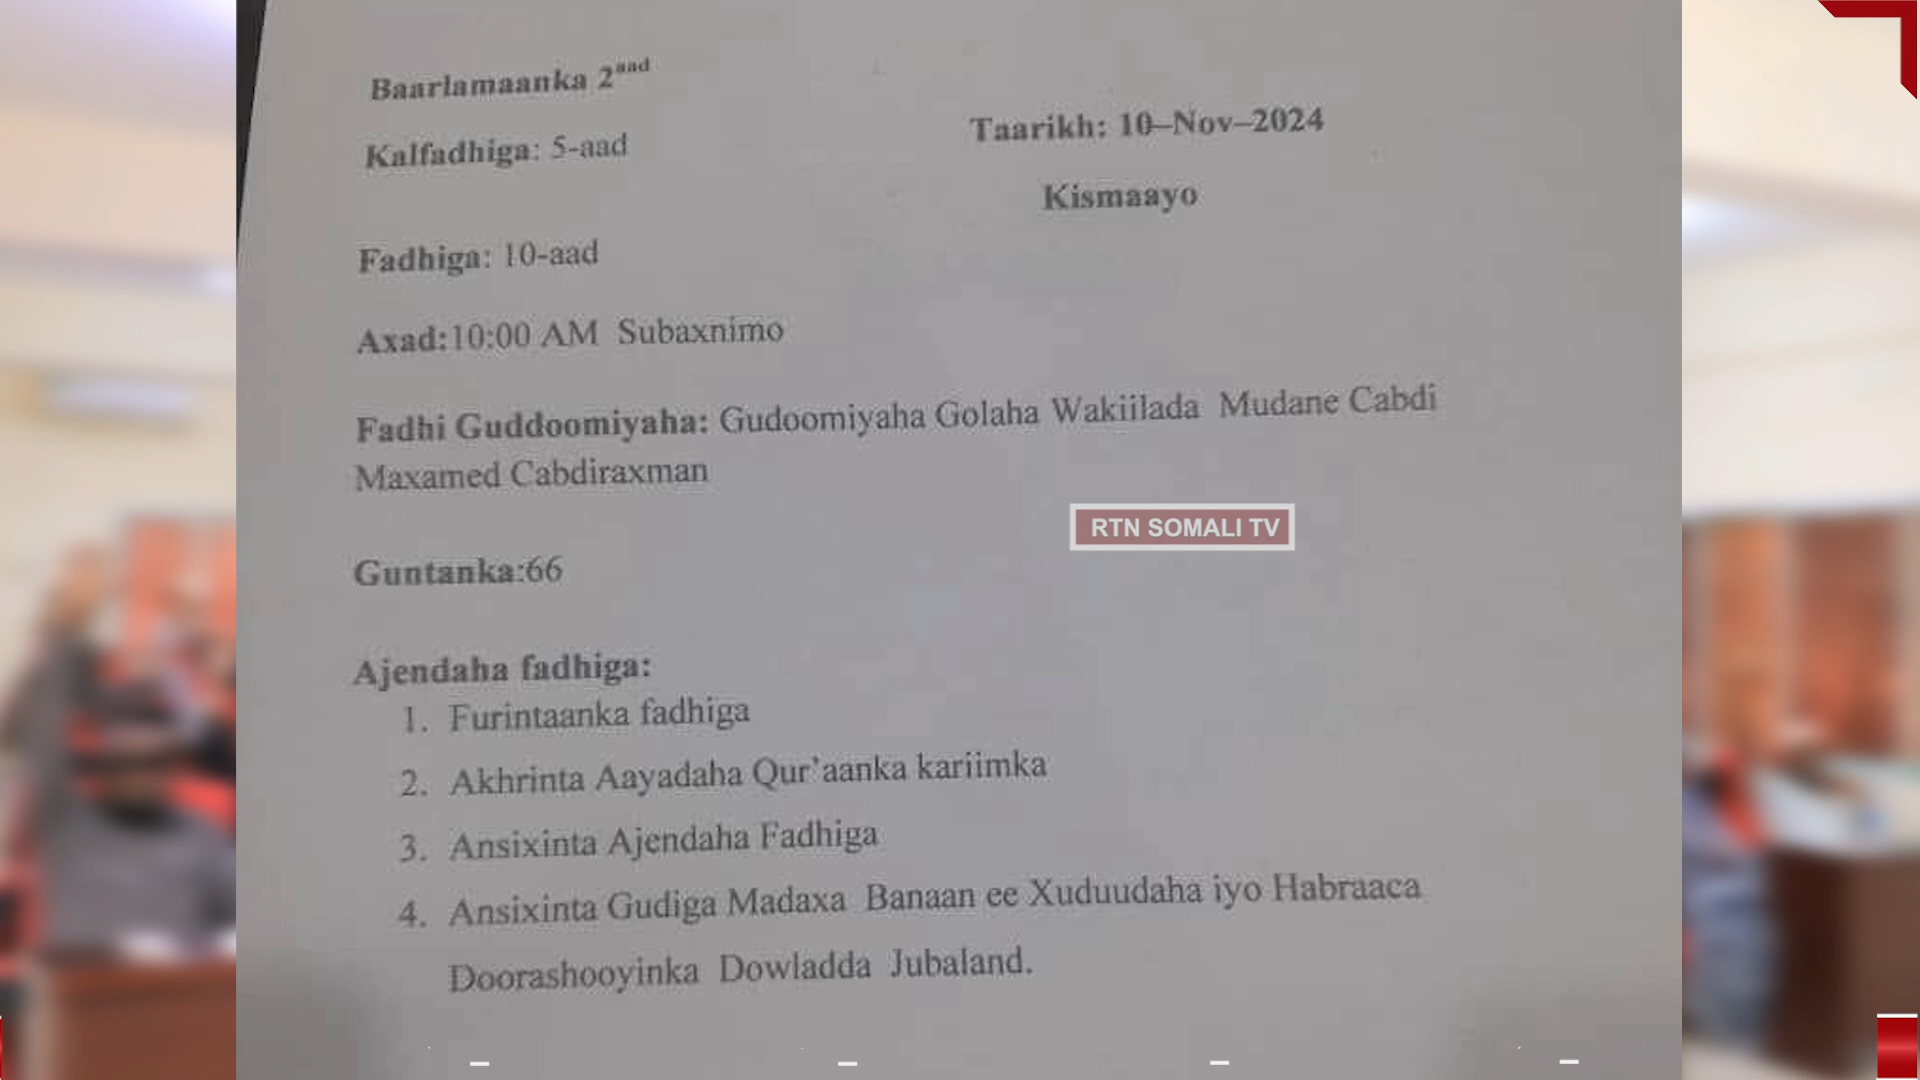 Baarlamaanka 2aad
Kalfadhiga: 5-aad
Taarikh: 10–Nov–2024
Kismaayo
Fadhiga: 10-aad
Axad:10:00 AM Subaxnimo
Fadhi Guddoomiyaha: Gudoomiyaha Golaha Wakiilada Mudane Cabdi
Maxamed Cabdiraxman
RTN SOMALI TV
Guntanka:66
Ajendaha fadhiga:
1. Furintaanka fadhiga
2. Akhrinta Aayadaha Qur’aanka kariimka
3. Ansixinta Ajendaha Fadhiga
4. Ansixinta Gudiga Madaxa Banaan ee Xuduudaha iyo Habraaca
Doorashooyinka Dowladda Jubaland.